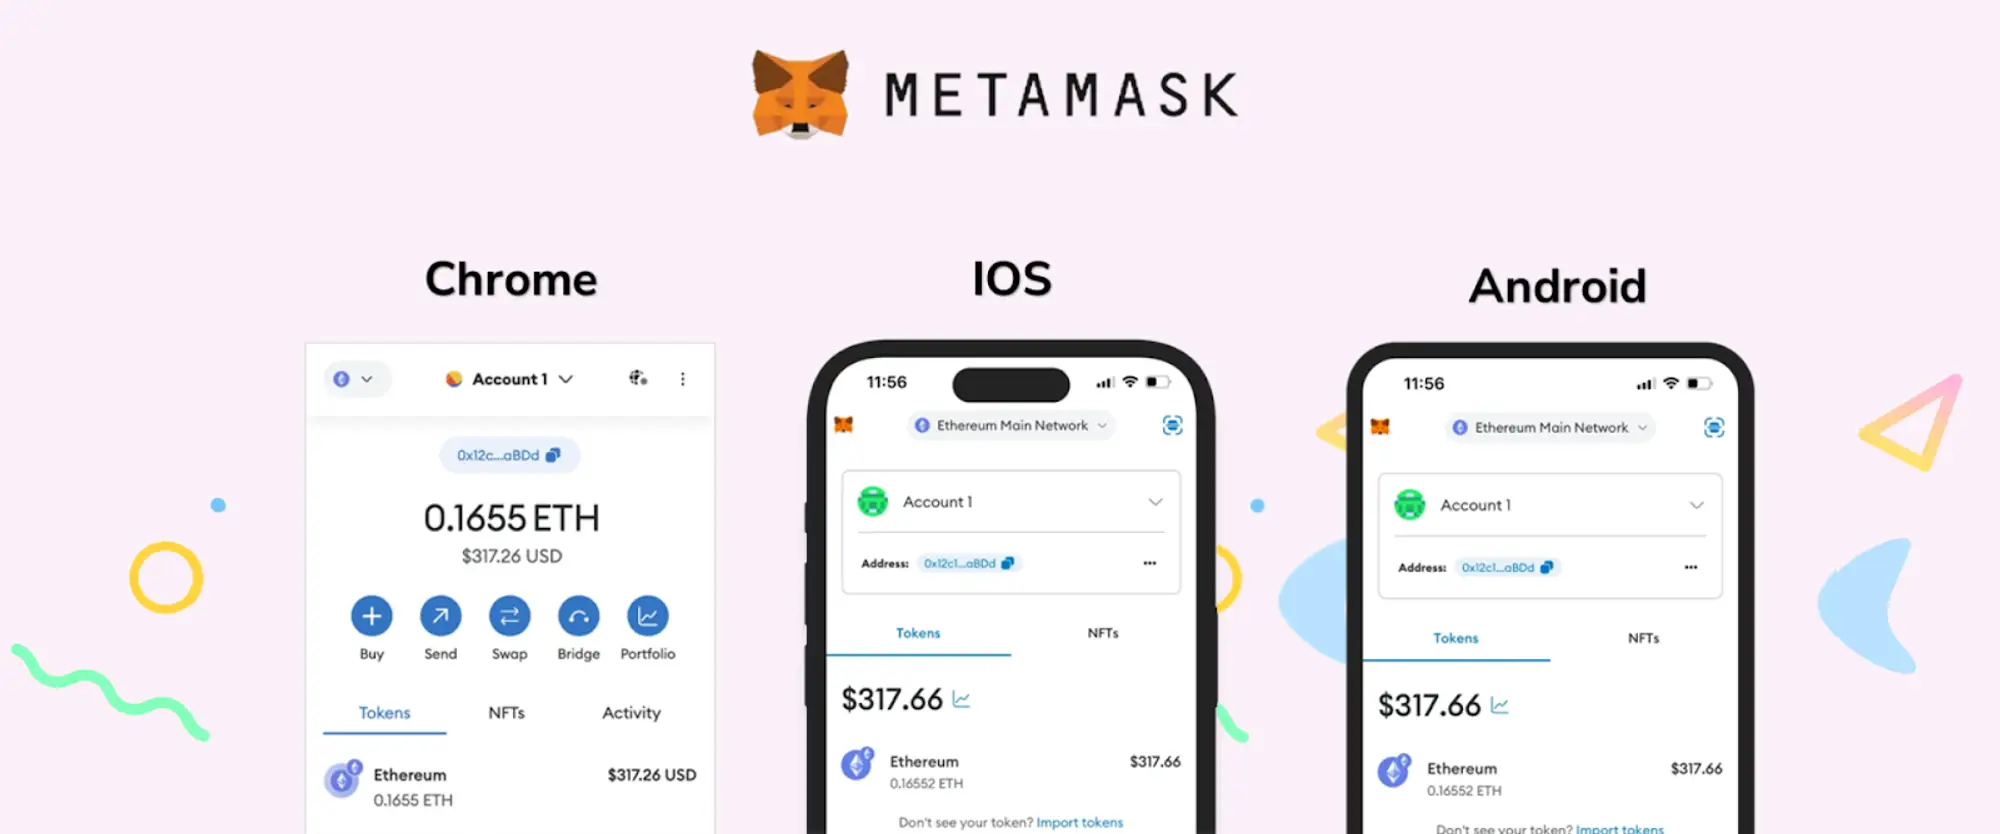 METAMASK
Chrome
Account 1
0x12c...aBDd
0.1655 ETH
$317.26 USD
Buy Send Swap Bridge Portfolio
Tokens NFTs Activity
Ethereum $317.26 USD
0.1655 ETH
IOS
11:56
Ethereum Main Network
Account 1
Address: 0x12c1...aBDd
Tokens NFTs
$317.66
Ethereum $317.66
0.16552 ETH
Don't see your token? Import tokens
Android
11:56
Ethereum Main Network
Account 1
Address: 0x12c1...aBDd
Tokens NFTs
$317.66
Ethereum $317.66
0.16552 ETH
Don't see your token? Import tokens